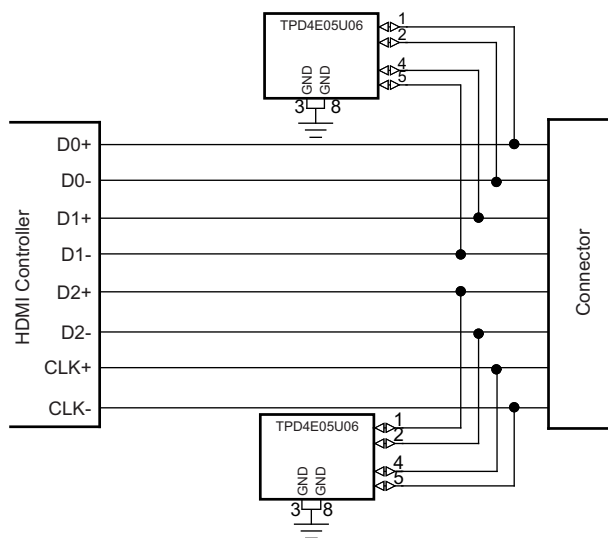 TPD4E05U06
1
2
4
5
GND
GND
3
8
HDMI Controller
D0+
D0-
D1+
D1-
D2+
D2-
CLK+
CLK-
Connector
TPD4E05U06
1
2
4
5
GND
GND
3
8